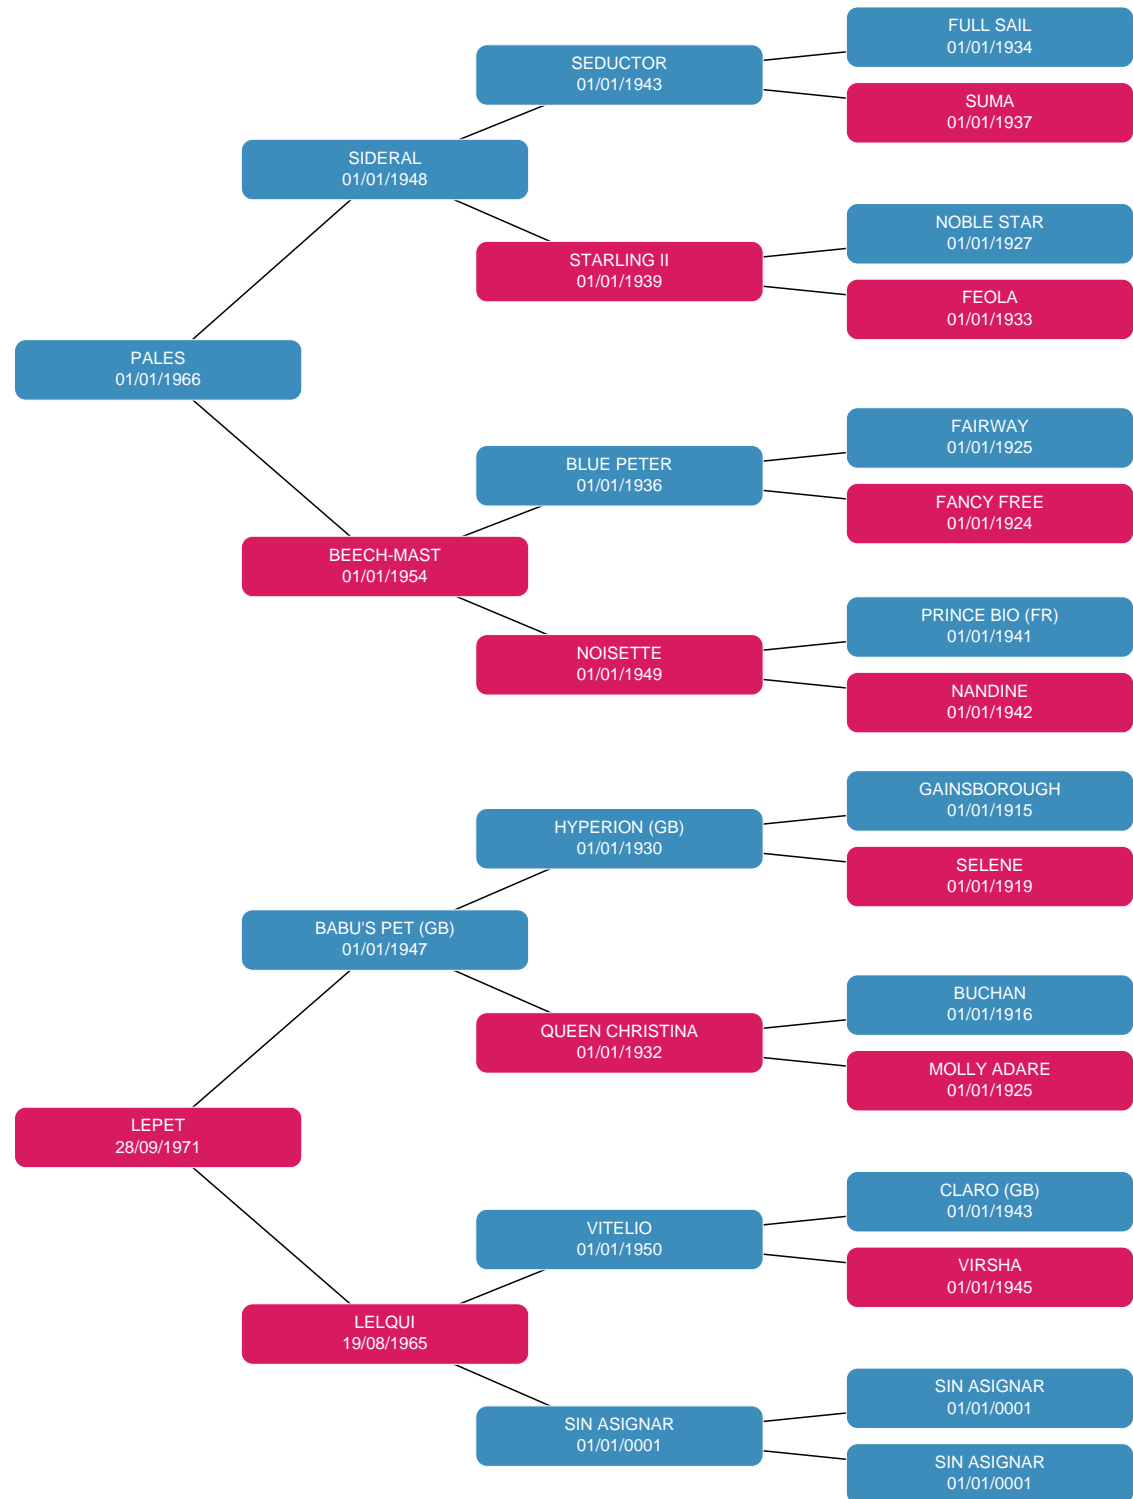 FULL SAIL
01/01/1934
SEDUCTOR
01/01/1943
SUMA
01/01/1937
SIDERAL
01/01/1948
NOBLE STAR
01/01/1927
STARLING II
01/01/1939
FEOLA
01/01/1933
PALES
01/01/1966
FAIRWAY
01/01/1925
BLUE PETER
01/01/1936
FANCY FREE
01/01/1924
BEECH-MAST
01/01/1954
PRINCE BIO (FR)
01/01/1941
NOISETTE
01/01/1949
NANDINE
01/01/1942
GAINSBOROUGH
01/01/1915
HYPERION (GB)
01/01/1930
SELENE
01/01/1919
BABU'S PET (GB)
01/01/1947
BUCHAN
01/01/1916
QUEEN CHRISTINA
01/01/1932
MOLLY ADARE
01/01/1925
LEPET
28/09/1971
CLARO (GB)
01/01/1943
VITELIO
01/01/1950
VIRSHA
01/01/1945
LELQUI
19/08/1965
SIN ASIGNAR
01/01/0001
SIN ASIGNAR
01/01/0001
SIN ASIGNAR
01/01/0001